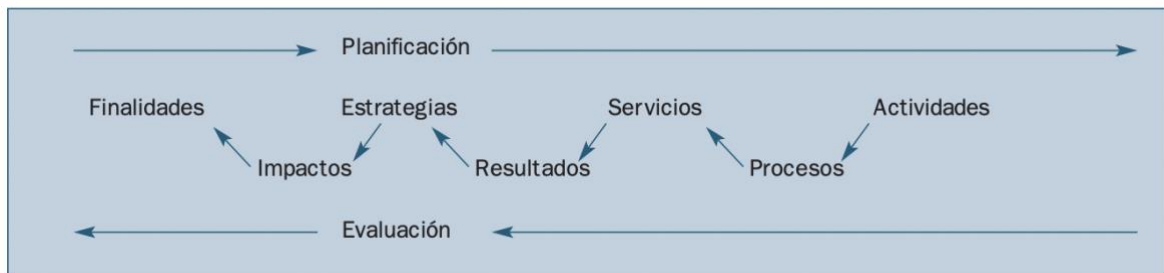 Planificación
Finalidades Estrategias Servicios Actividades
Impactos Resultados Procesos
Evaluación